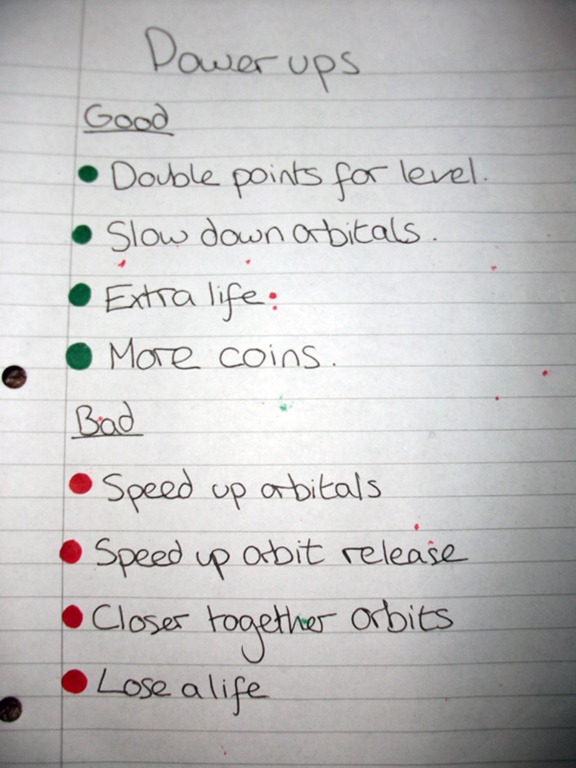 Power ups
Good
Double points for level.
Slow down orbitals.
Extra life.
More coins.
Bad
Speed up orbitals
Speed up orbit release
Closer together orbits
Lose a life